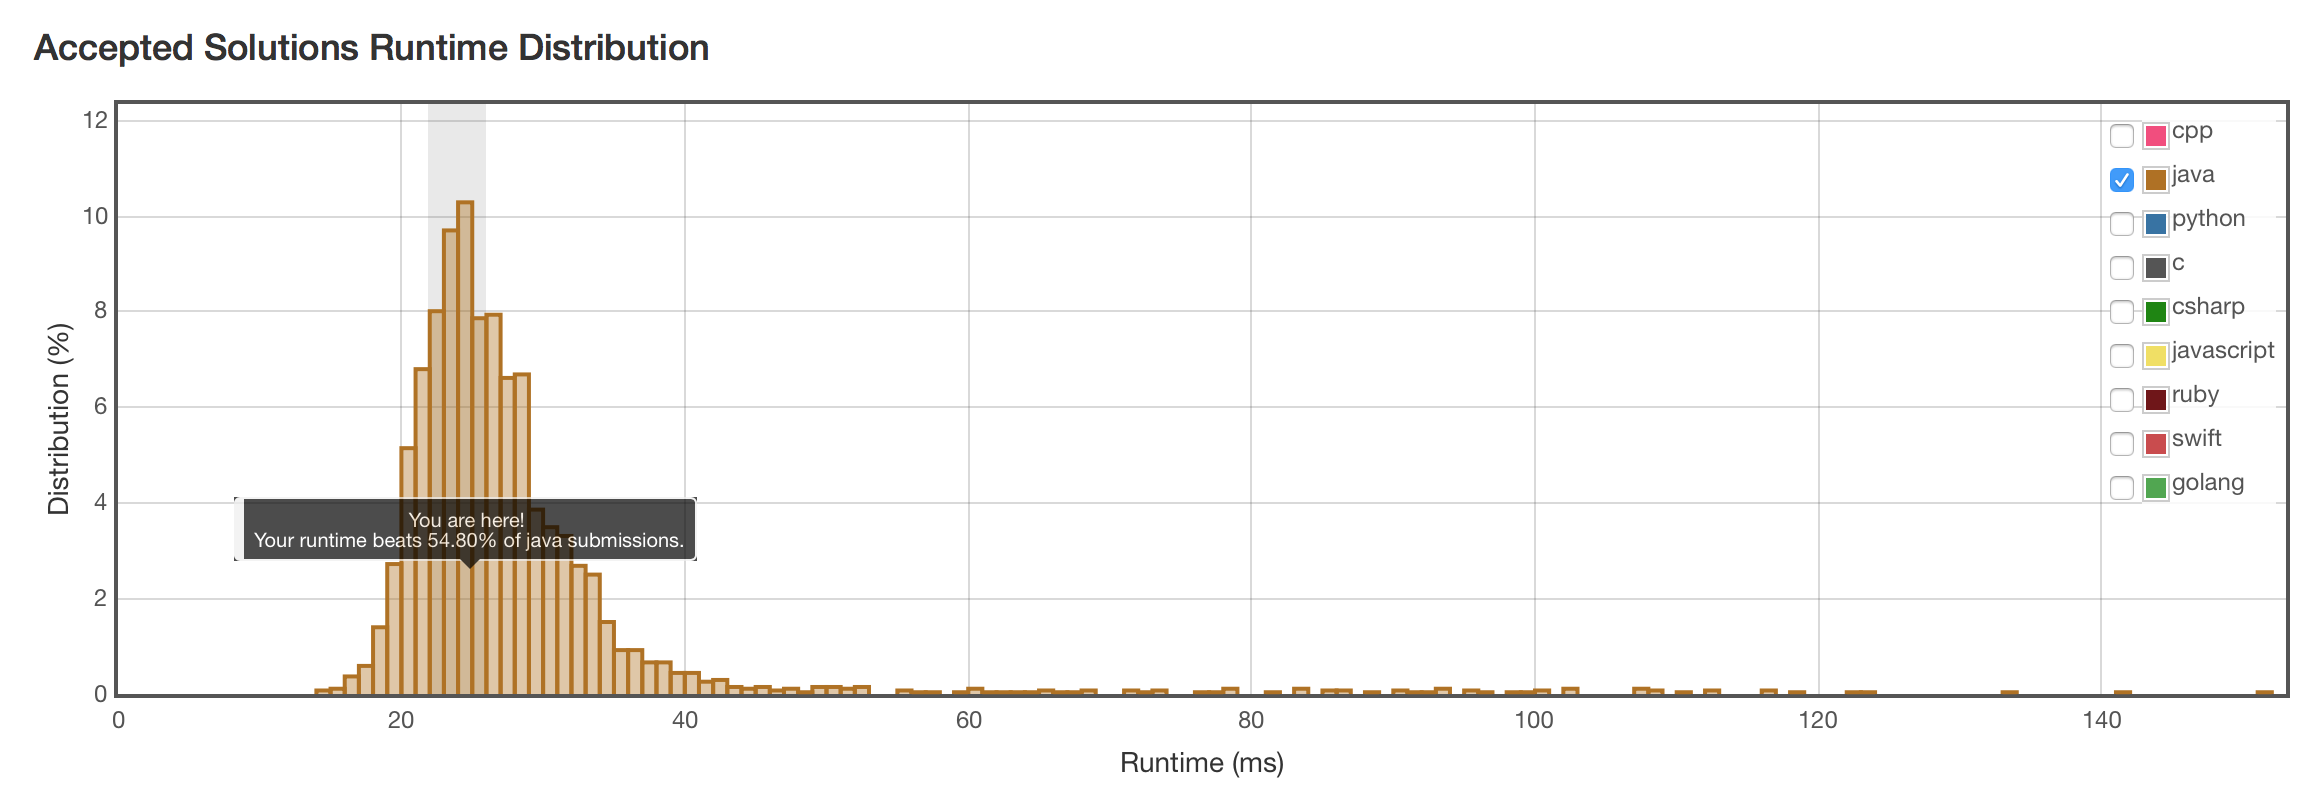 Accepted Solutions Runtime Distribution
12
10
8
6
4
2
0
Distribution (%)
You are here!
Your runtime beats 54.80% of java submissions.
cpp
java
python
c
csharp
javascript
ruby
swift
golang
0 20 40 60 80 100 120 140
Runtime (ms)